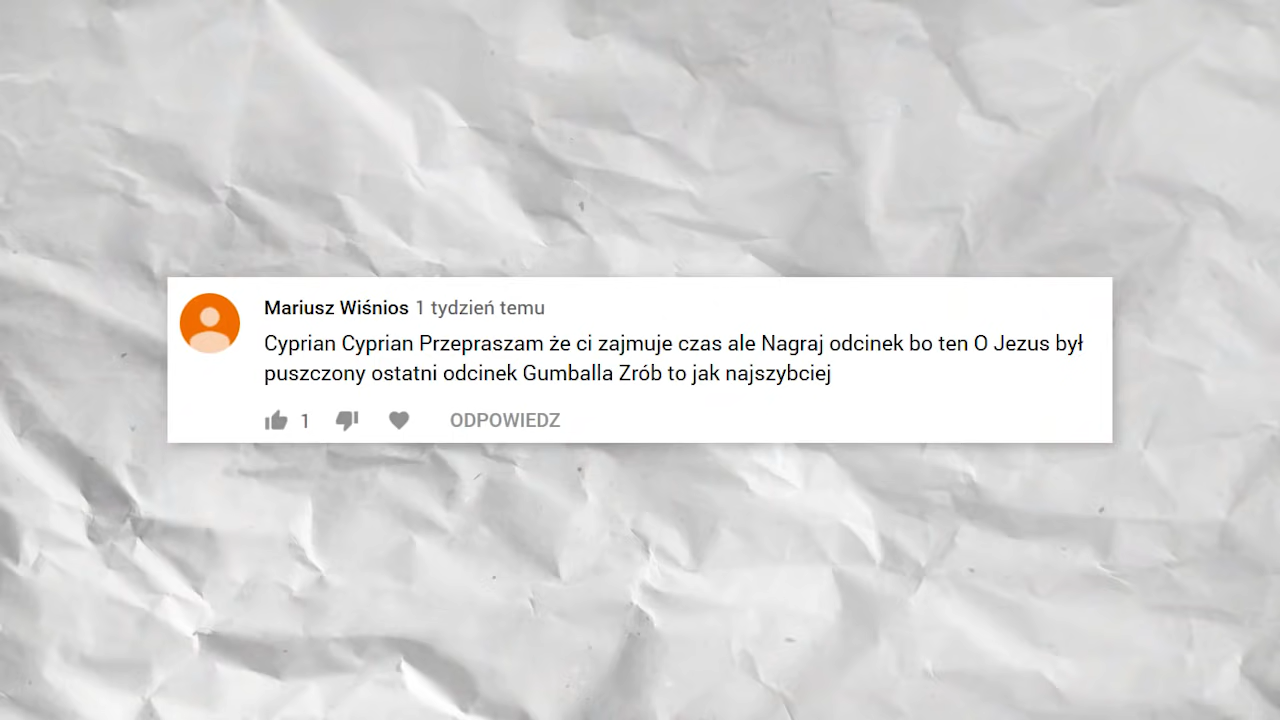 Mariusz Wiśnios 1 tydzień temu
Cyprian Cyprian Przepraszam że ci zajmuje czas ale Nagraj odcinek bo ten O Jezus był
puszczony ostatni odcinek Gumballa Zrób to jak najszybciej
1 ODPOWIEDZ